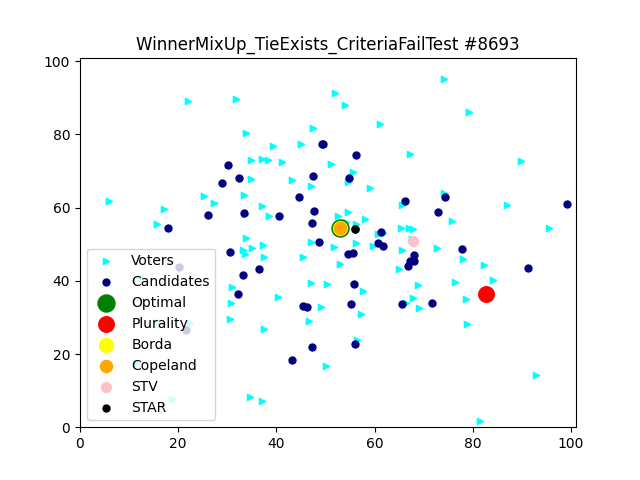 WinnerMixUp_TieExists_CriteriaFailTest #8693
100
80
60
40
20
0
0 20 40 60 80 100
Voters
Candidates
Optimal
Plurality
Borda
Copeland
STV
STAR